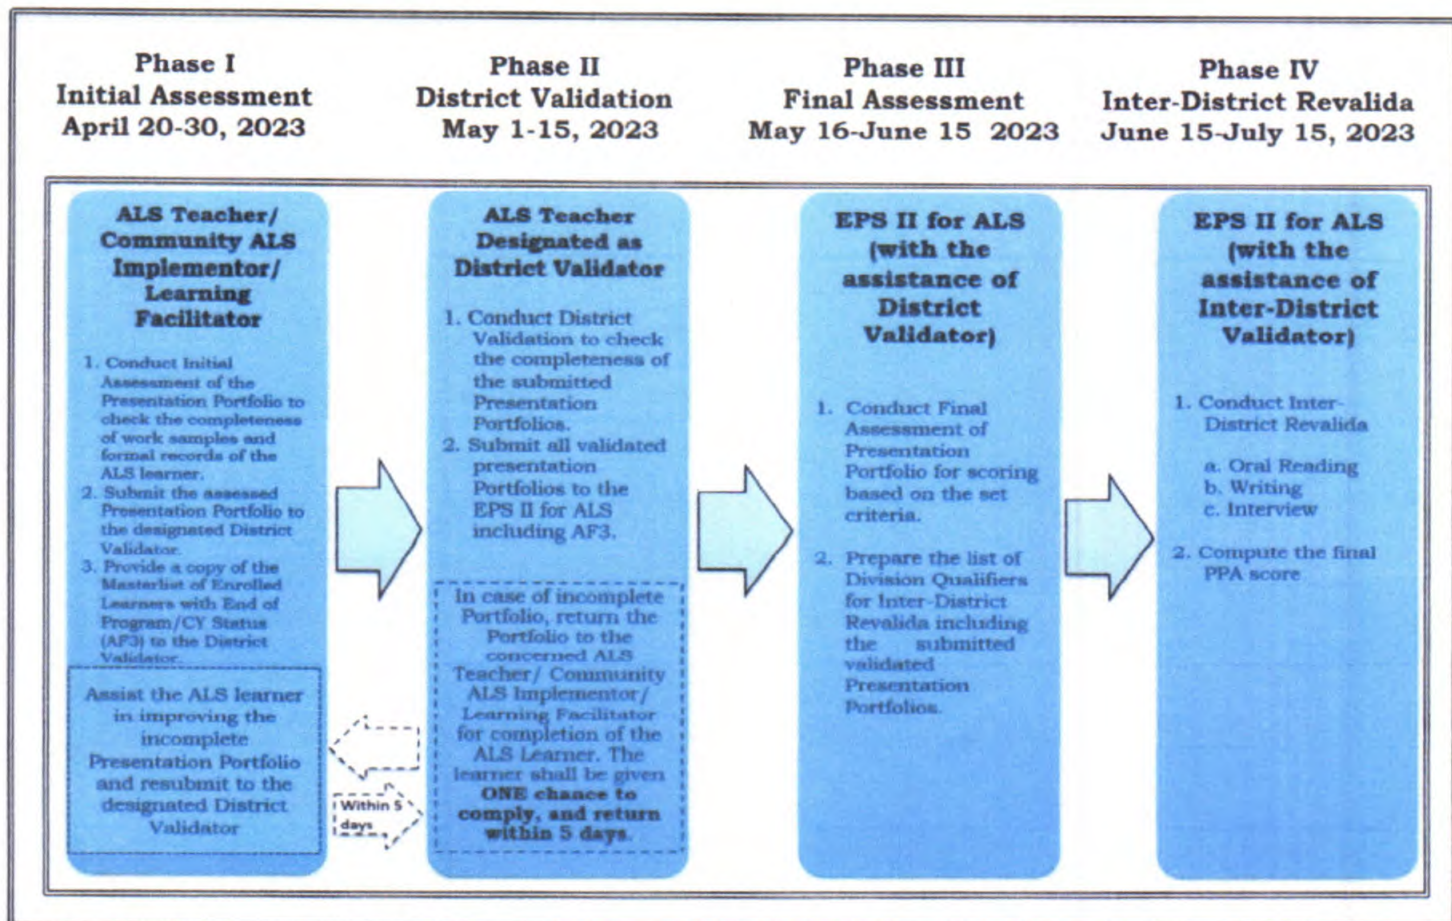 Phase I
Initial Assessment
April 20-30, 2023
Phase II
District Validation
May 1-15, 2023
Phase III
Final Assessment
May 16-June 15 2023
Phase IV
Inter-District Revalida
June 15-July 15, 2023
ALS Teacher/
Community ALS
Implementor/
Learning
Facilitator
1. Conduct Initial
Assessment of the
Presentation Portfolio to
check the completeness
of work samples and
formal records of the
ALS learner.
2. Submit the assessed
Presentation Portfolio to
the designated District
Validator.
3. Provide a copy of the
Masterlist of Enrolled
Learners with End of
Program/CY Status
(AF3) to the District
Validator.
Assist the ALS learner
in improving the
incomplete
Presentation Portfolio
and resubmit to the
designated District
Validator
Within 5
days
ALS Teacher
Designated as
District Validator
1. Conduct District
Validation to check
the completeness of
the submitted
Presentation
Portfolios.
2. Submit all validated
presentation
Portfolios to the
EPS II for ALS
including AF3.
In case of incomplete
Portfolio, return the
Portfolio to the
concerned ALS
Teacher/ Community
ALS Implementor/
Learning Facilitator
for completion of the
ALS Learner. The
learner shall be given
ONE chance to
comply, and return
within 5 days.
EPS II for ALS
(with the
assistance of
District
Validator)
1. Conduct Final
Assessment of
Presentation
Portfolio for scoring
based on the set
criteria.
2. Prepare the list of
Division Qualifiers
for Inter-District
Revalida including
the submitted
validated
Presentation
Portfolios.
EPS II for ALS
(with the
assistance of
Inter-District
Validator)
1. Conduct Inter-
District Revalida
a. Oral Reading
b. Writing
c. Interview
2. Compute the final
PPA score